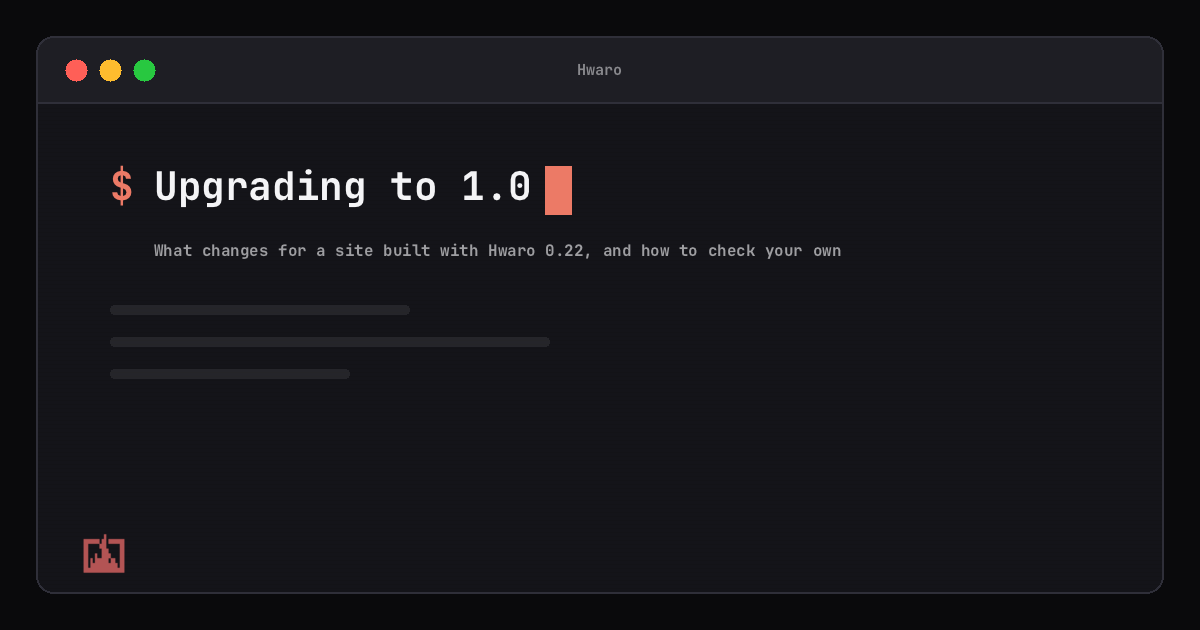 Hwaro
$ Upgrading to 1.0
What changes for a site built with Hwaro 0.22, and how to check your own